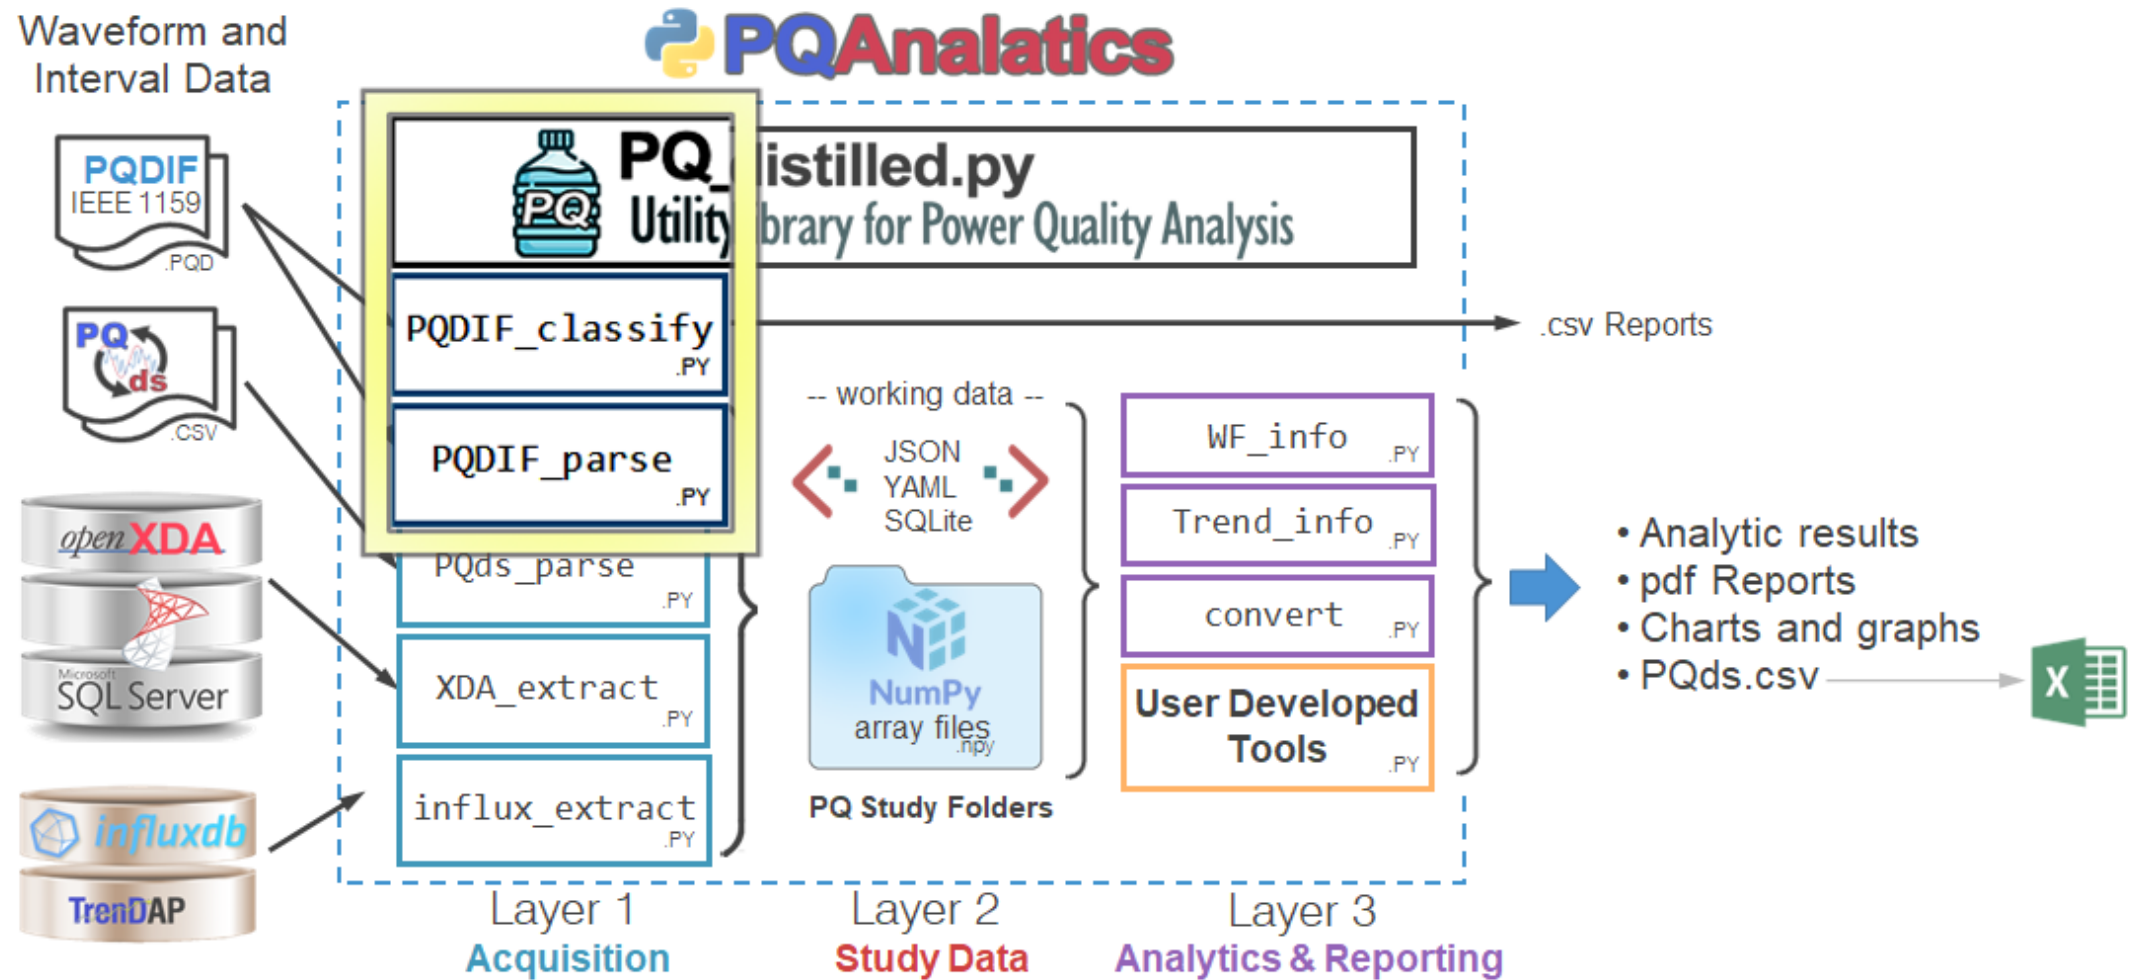 Waveform and
Interval Data
PQAnalatics
PQDIF
IEEE 1159
.PQD
PQ
ds
.CSV
openXDA
Microsoft
SQL Server
influxdb
TrenDAP
PQ
PQ_distilled.py
Utility library for Power Quality Analysis
PQDIF_classify
.PY
PQDIF_parse
.PY
PQds_parse
.PY
XDA_extract
.PY
influx_extract
.PY
.csv Reports
-- working data --
JSON
YAML
SQLite
NumPy
array files
.npy
PQ Study Folders
WF_info
.PY
Trend_info
.PY
convert
.PY
User Developed
Tools
.PY
• Analytic results
• pdf Reports
• Charts and graphs
• PQds.csv
X
Layer 1
Acquisition
Layer 2
Study Data
Layer 3
Analytics & Reporting